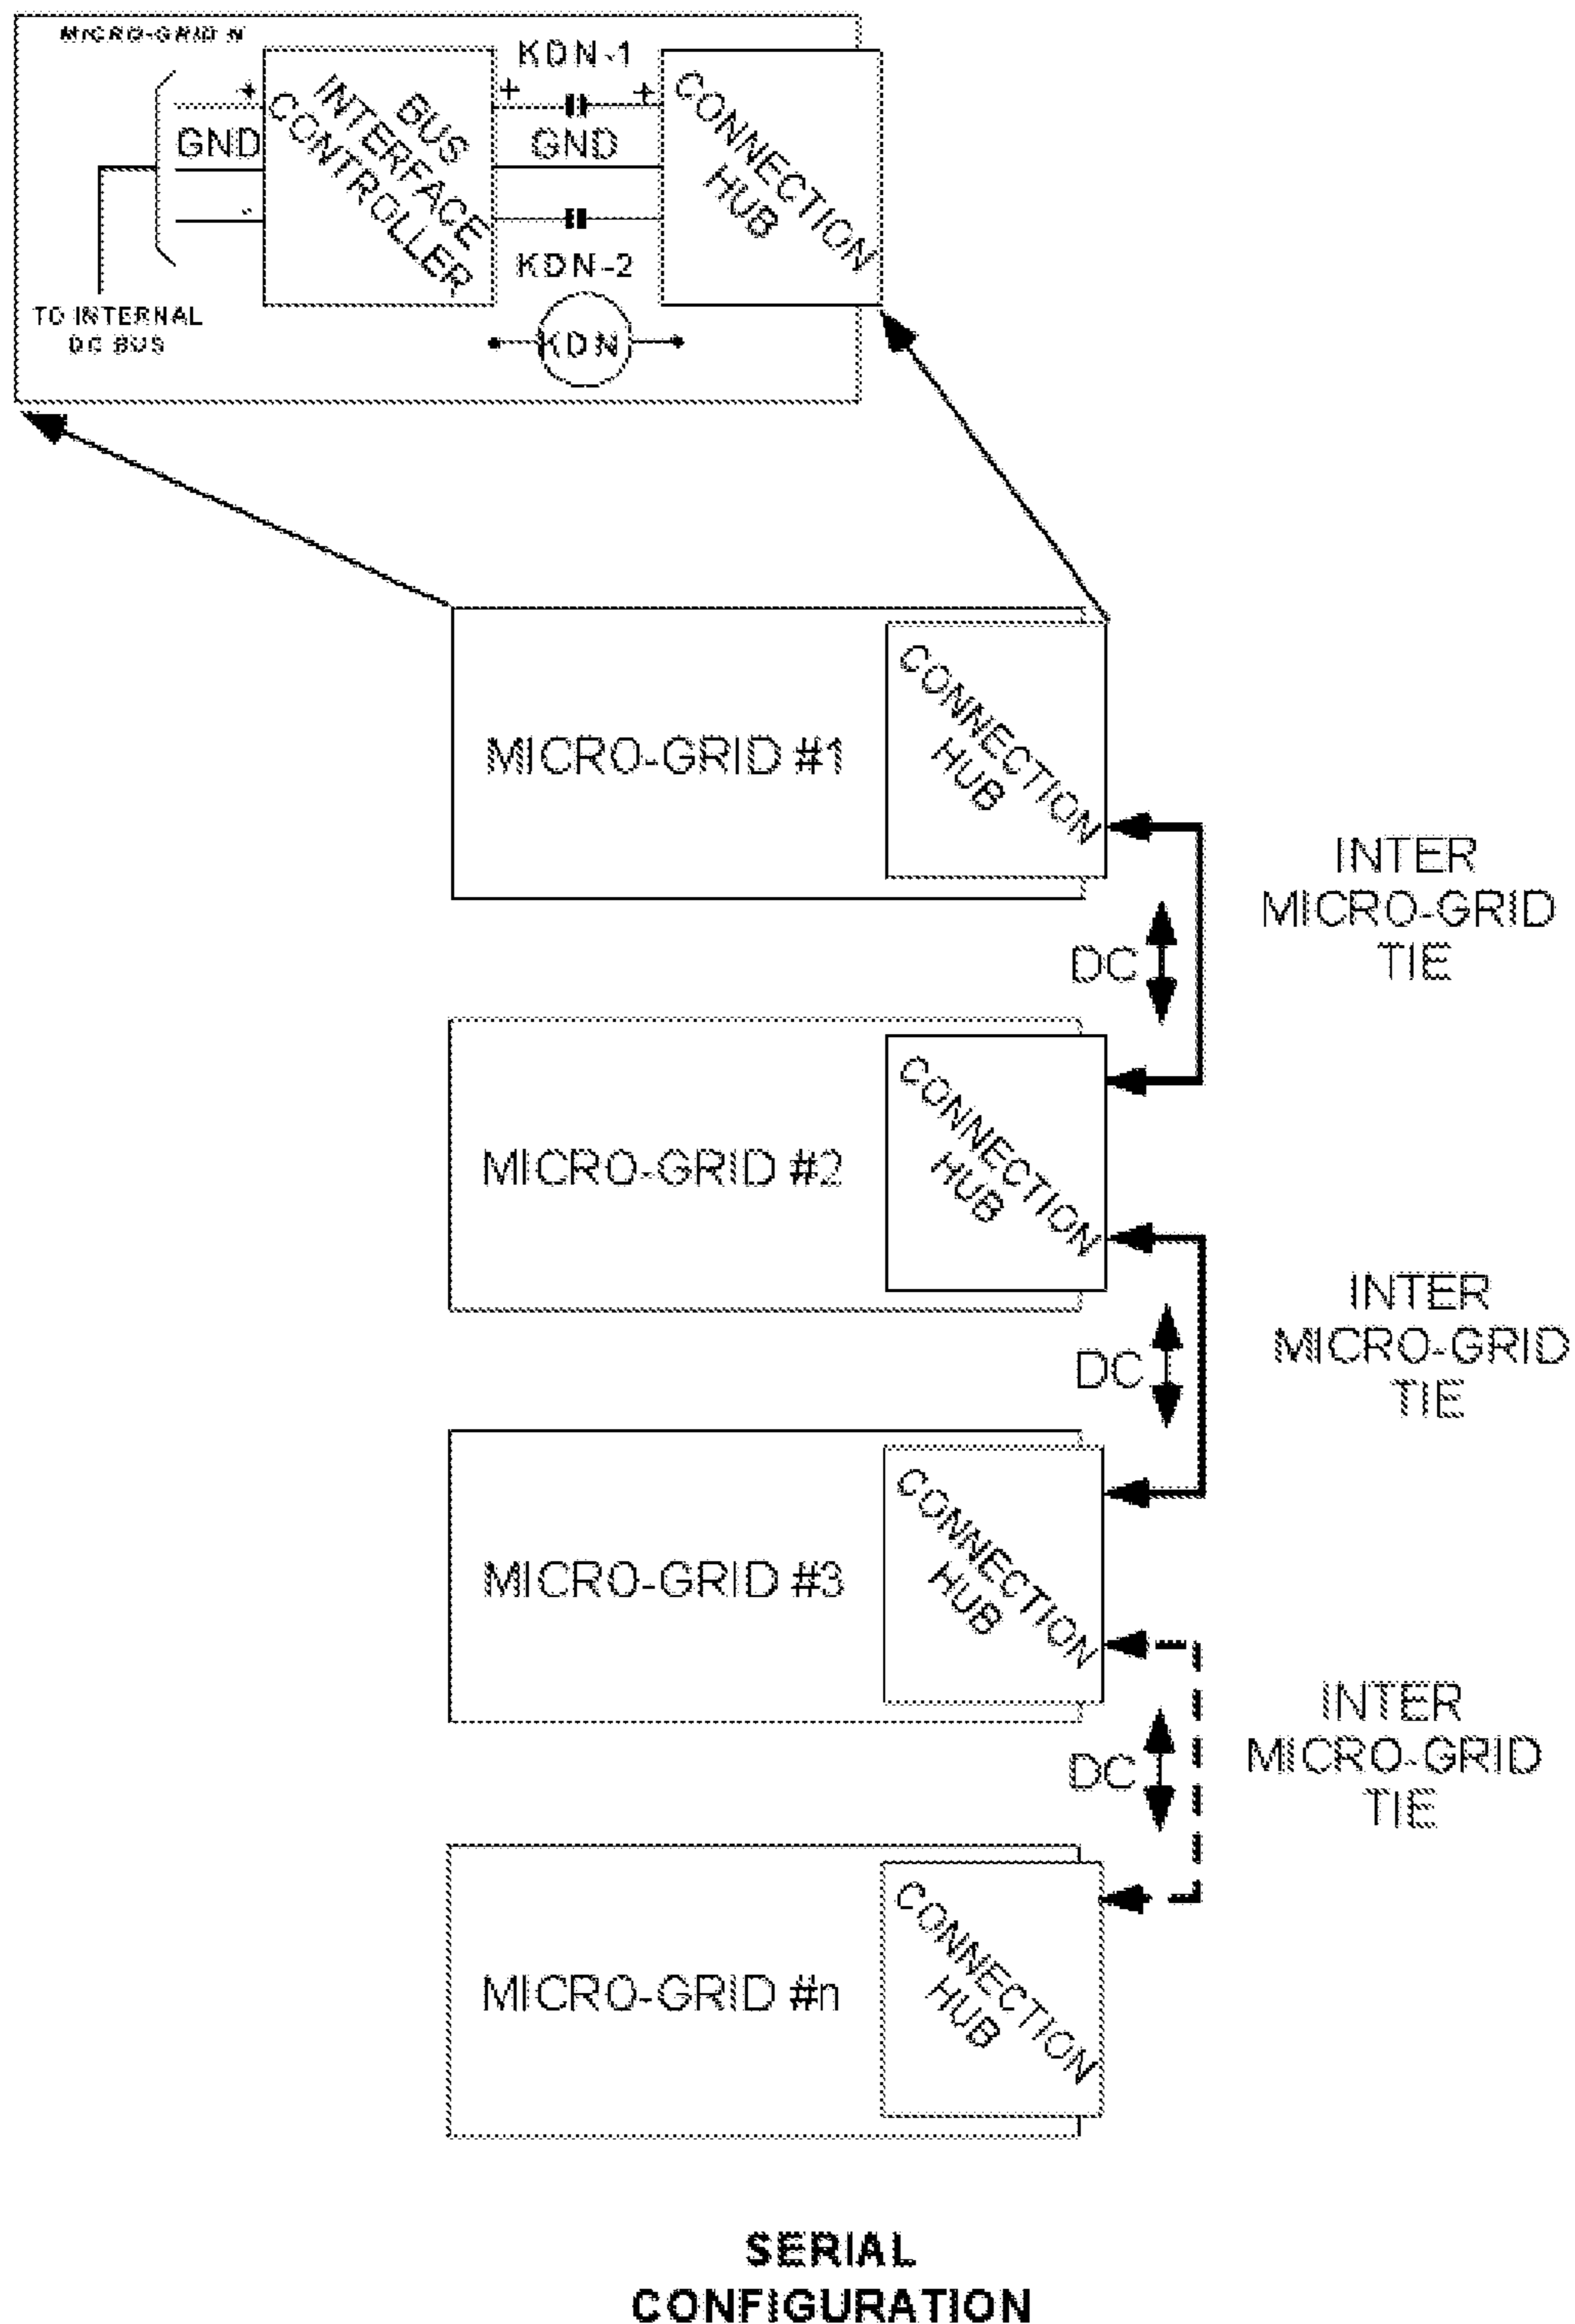 MICRO-GRID N
KDN-1
+
+
+
BUS
INTERFACE
CONTROLLER
CONNECTION
HUB
GND
GND
-
KDN-2
TO INTERNAL
DC BUS
KDN
MICRO-GRID #1
CONNECTION
HUB
INTER
MICRO-GRID
TIE
DC
MICRO-GRID #2
CONNECTION
HUB
INTER
MICRO-GRID
TIE
DC
MICRO-GRID #3
CONNECTION
HUB
INTER
MICRO-GRID
TIE
DC
MICRO-GRID #n
CONNECTION
HUB
SERIAL
CONFIGURATION